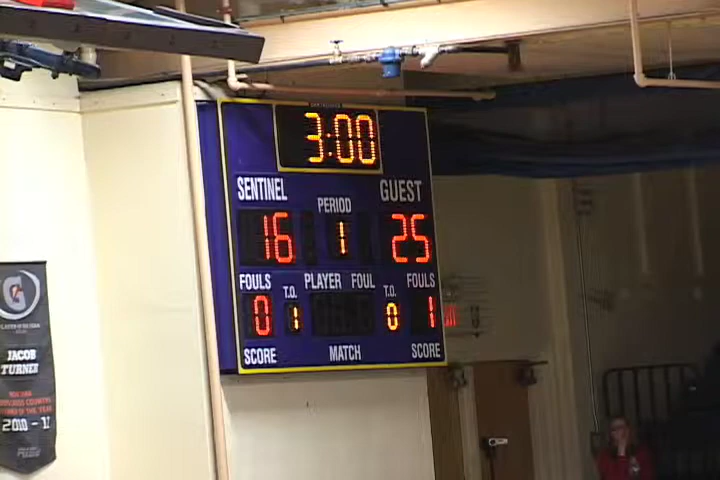 3:00
SENTINEL GUEST
PERIOD
16 1 25
FOULS T.O. PLAYER FOUL T.O. FOULS
0 1 0 1
SCORE MATCH SCORE
G
JACOB
TURNER
2010 - 11